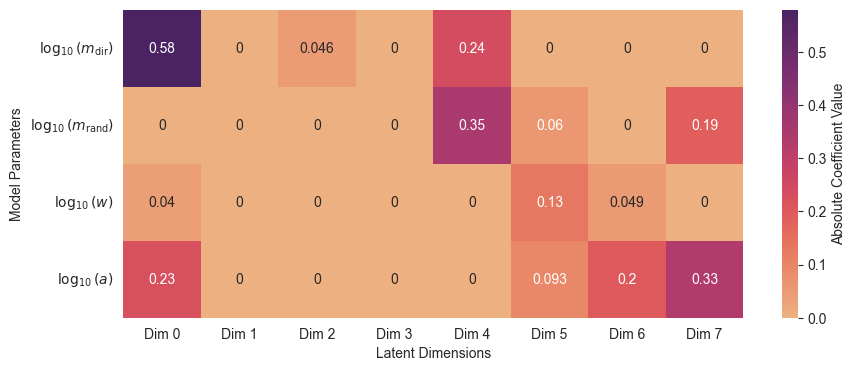 Model Parameters
log₁₀(m_dir) 0.58 0 0.046 0 0.24 0 0 0
log₁₀(m_rand) 0 0 0 0 0.35 0.06 0 0.19
log₁₀(w) 0.04 0 0 0 0 0.13 0.049 0
log₁₀(a) 0.23 0 0 0 0 0.093 0.2 0.33
Dim 0 Dim 1 Dim 2 Dim 3 Dim 4 Dim 5 Dim 6 Dim 7
Latent Dimensions
0.5
0.4
0.3
0.2
0.1
0.0
Absolute Coefficient Value